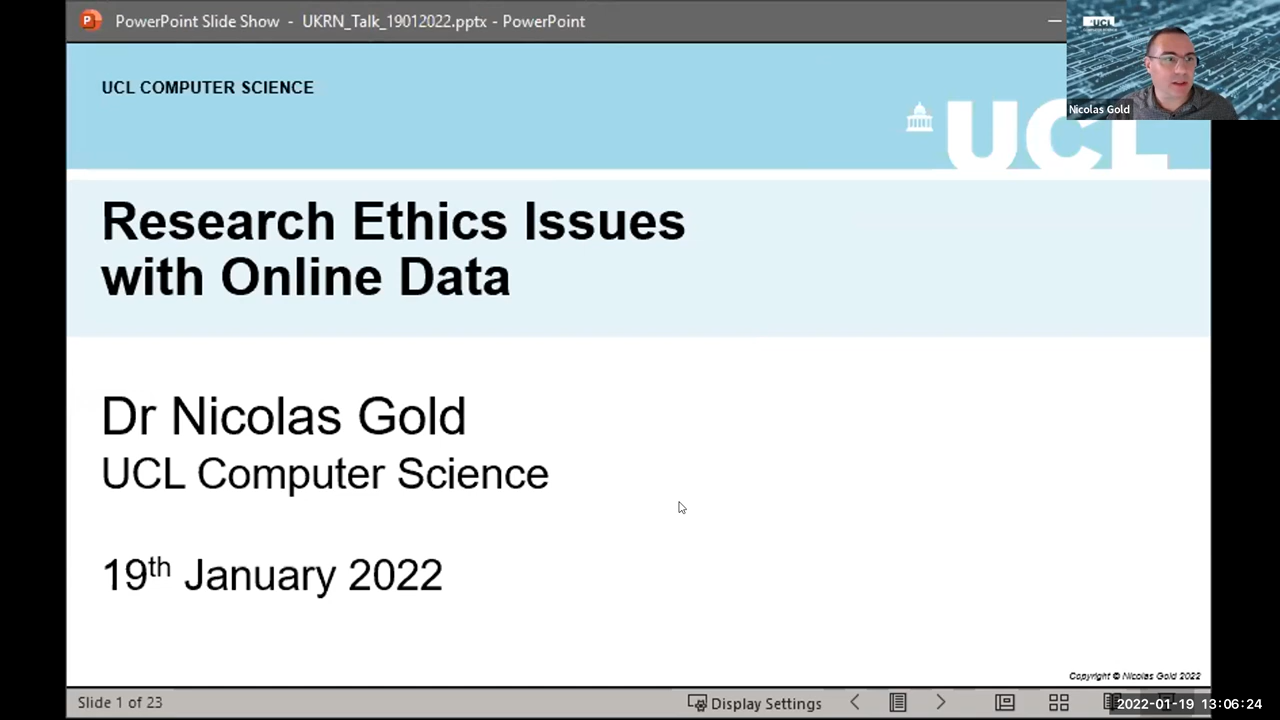 PowerPoint Slide Show - UKRN_Talk_19012022.pptx - PowerPoint
UCL
Nicolas Gold
UCL COMPUTER SCIENCE
UCL
Research Ethics Issues
with Online Data
Dr Nicolas Gold
UCL Computer Science
19th January 2022
Copyright © Nicolas Gold 2022
Slide 1 of 23
Display Settings
2022-01-19 13:06:24